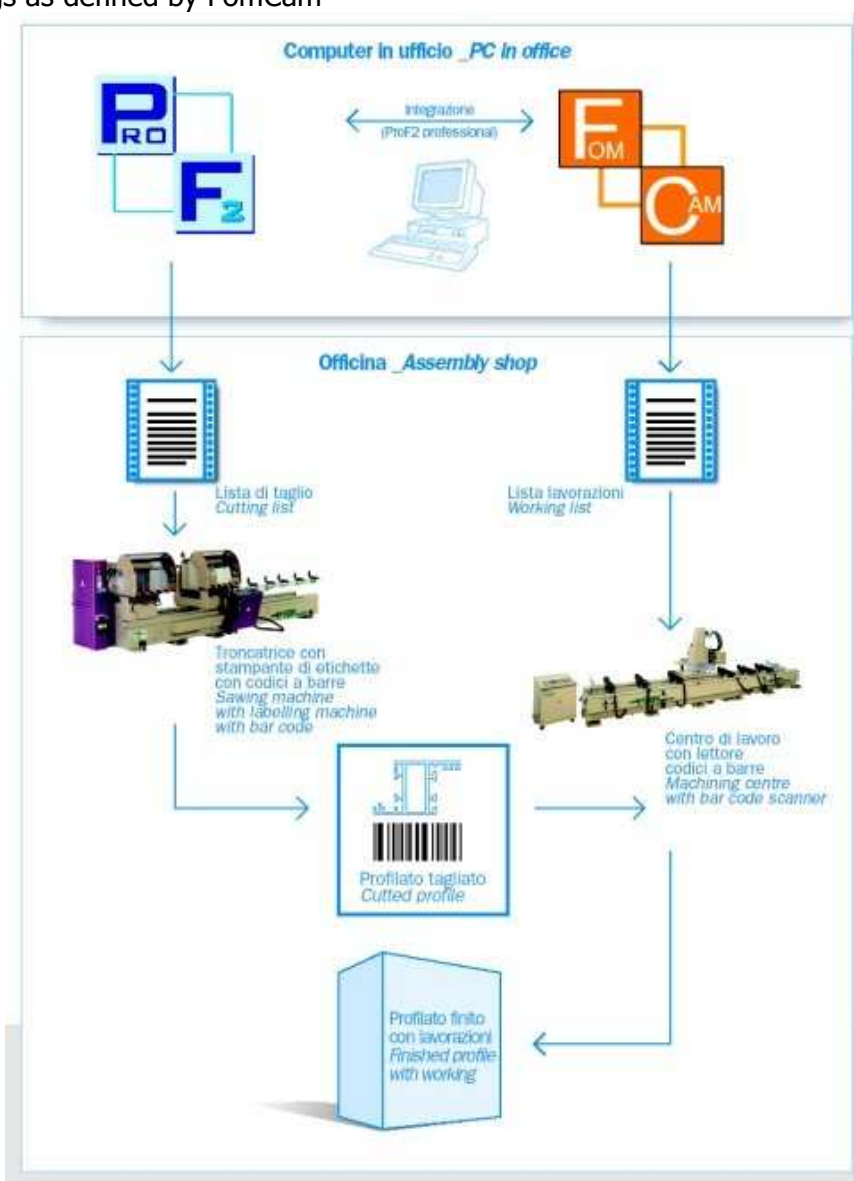 gs as defined by FomCam
Computer in ufficio _PC in office
PRO
F2
Integrazione
(ProF2 professional)
FOM
CAM
Officina _Assembly shop
Lista di taglio
Cutting list
Lista lavorazioni
Working list
Troncatrice con
stampante di etichette
con codici a barre
Sawing machine
with labelling machine
with bar code
Centro di lavoro
con lettore
codici a barre
Machining centre
with bar code scanner
Profilato tagliato
Cutted profile
Profilato finito
con lavorazioni
Finished profile
with working